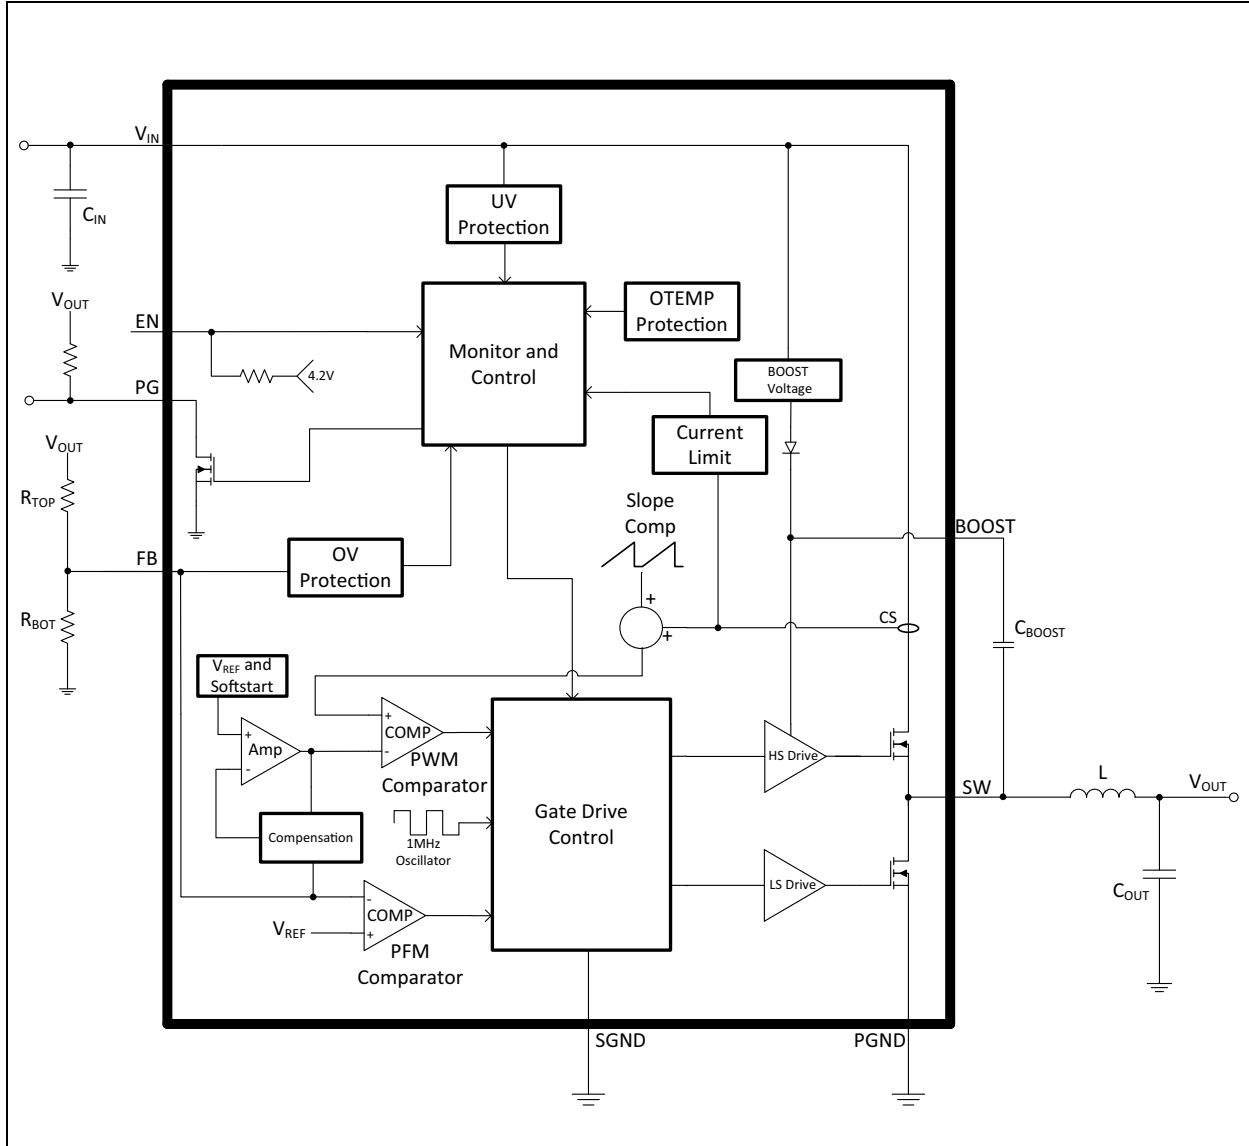 VIN
CIN
UV
Protection
VOUT
OTEMP
Protection
EN
Monitor and
Control
4.2V
BOOST
Voltage
PG
Current
Limit
VOUT
RTOP
Slope
Comp
BOOST
FB
OV
Protection
RBOT
+
+
CS
CBOOST
VREF and
Softstart
+
Amp
-
+
COMP
-
PWM
Comparator
HS Drive
SW
L
VOUT
Gate Drive
Control
Compensation
1MHz
Oscillator
LS Drive
COUT
-
COMP
+
VREF
PFM
Comparator
SGND
PGND